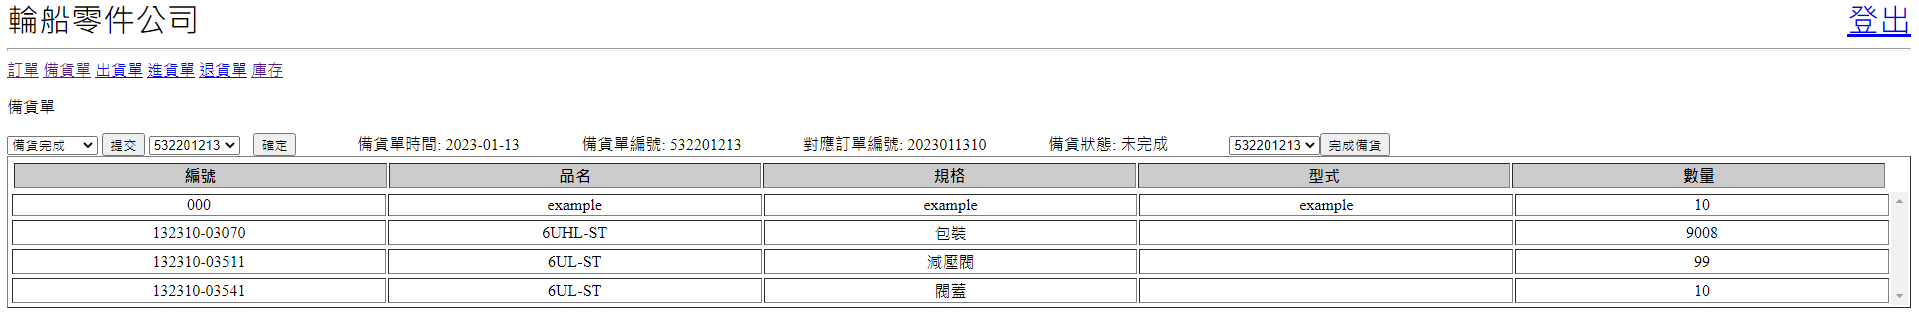 輪船零件公司 登出
訂單 備貨單 出貨單 進貨單 退貨單 庫存
備貨單
備貨完成 提交 532201213 確定 備貨單時間: 2023-01-13 備貨單編號: 532201213 對應訂單編號: 2023011310 備貨狀態: 未完成 532201213 完成備貨
編號 品名 規格 型式 數量
000 example example example 10
132310-03070 6UHL-ST 包裝 9008
132310-03511 6UL-ST 減壓閥 99
132310-03541 6UL-ST 閥蓋 10